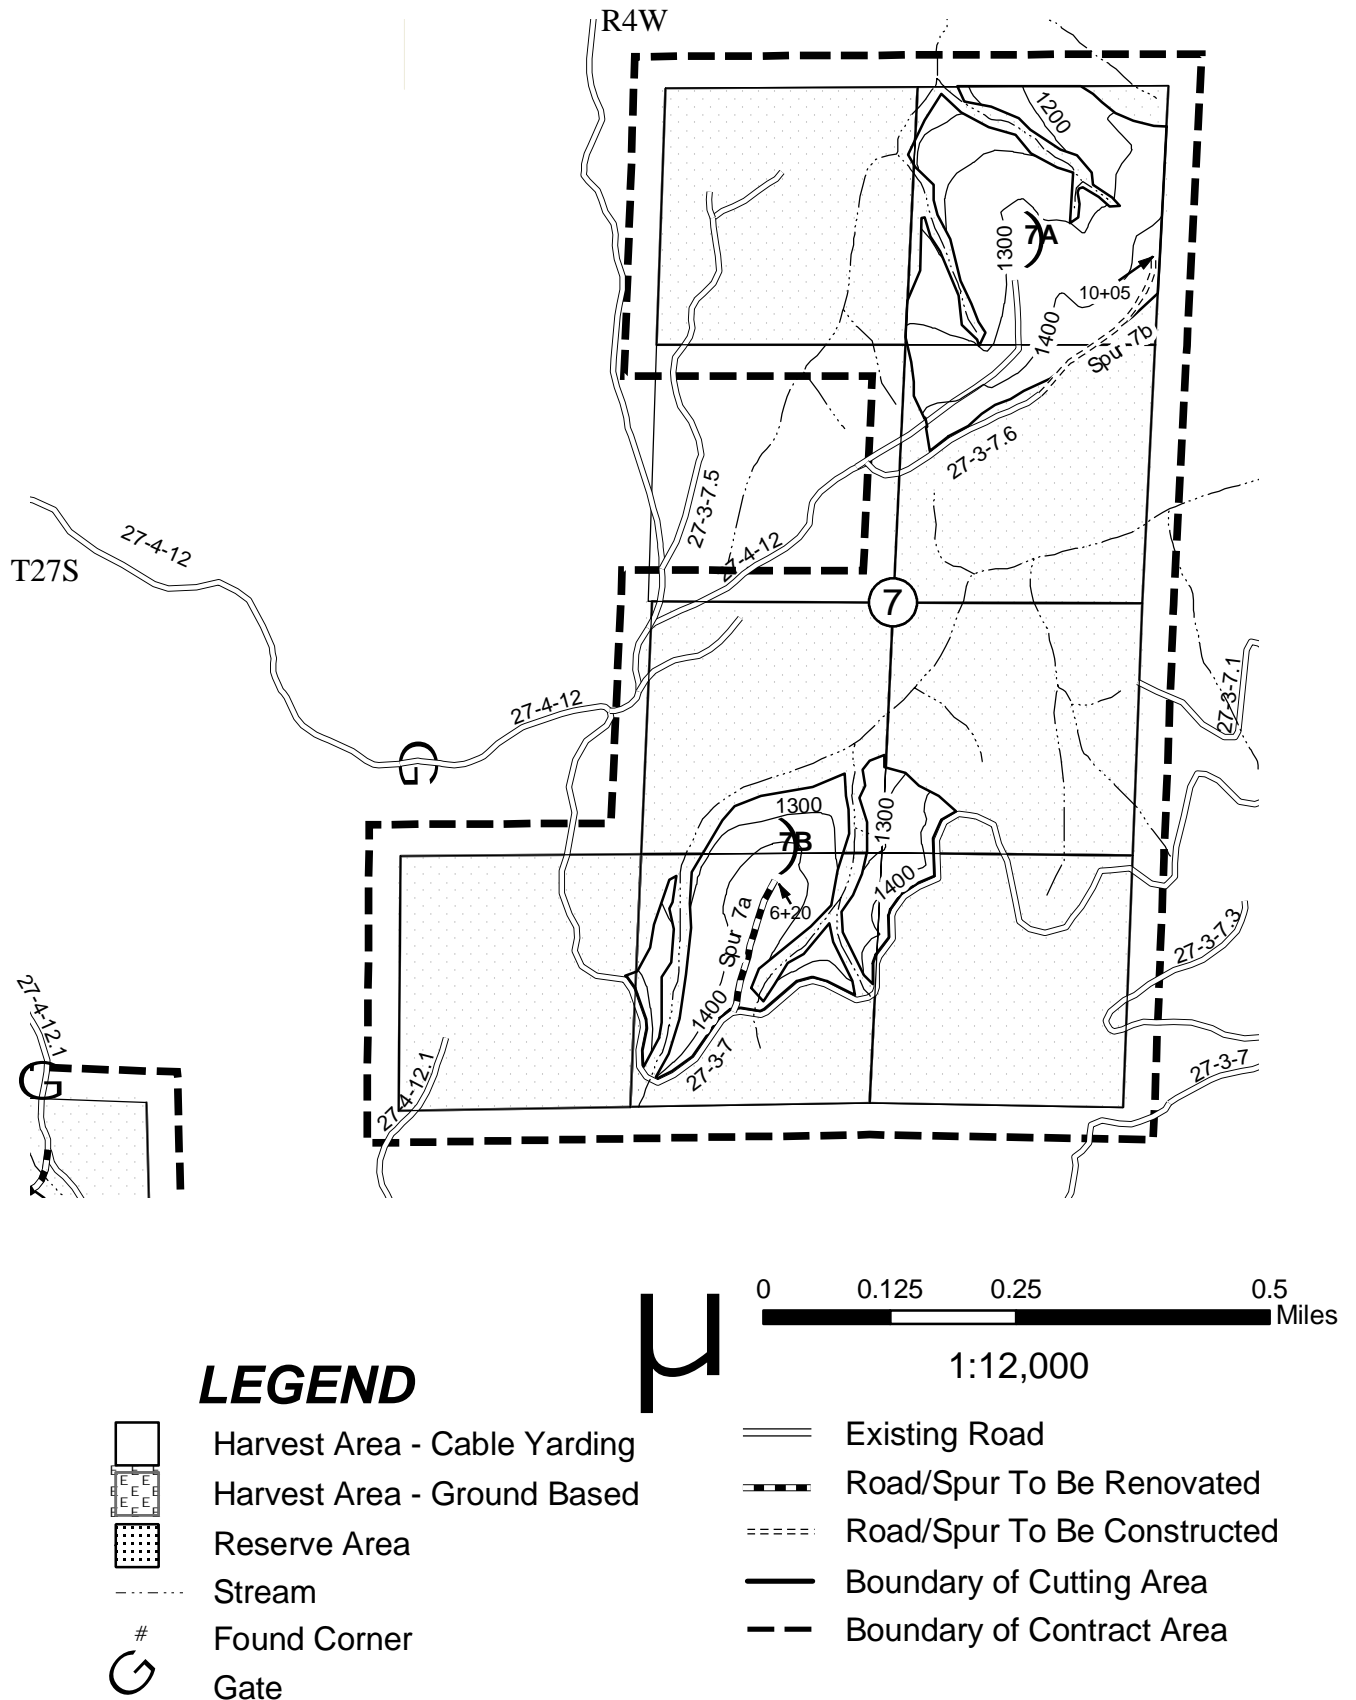 R4W
1200
7A
1300
10+05
1400
Spur 7b
27-3-7.6
27-3-7.5
27-4-12
27-4-12
T27S
7
27-3-7.1
27-4-12
G
1300
1300
7B
1400
6+20
Spur 7a
27-3-7.3
1400
27-4-12.1
27-3-7
27-3-7
27-4-12.1
G
0 0.125 0.25 0.5
Miles
µ
1:12,000
LEGEND
Harvest Area - Cable Yarding
Harvest Area - Ground Based
Reserve Area
Stream
# Found Corner
G Gate
Existing Road
Road/Spur To Be Renovated
Road/Spur To Be Constructed
Boundary of Cutting Area
Boundary of Contract Area